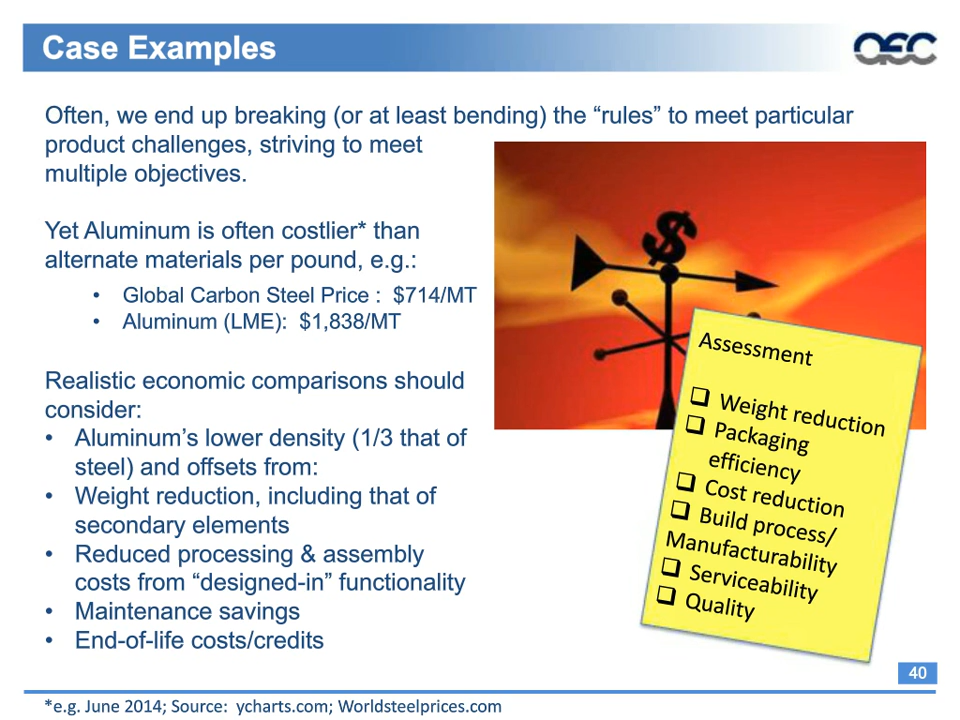 Case Examples
AEC
Often, we end up breaking (or at least bending) the “rules” to meet particular
product challenges, striving to meet
multiple objectives.
Yet Aluminum is often costlier* than
alternate materials per pound, e.g.:
• Global Carbon Steel Price : $714/MT
• Aluminum (LME): $1,838/MT
Realistic economic comparisons should
consider:
• Aluminum’s lower density (1/3 that of
steel) and offsets from:
• Weight reduction, including that of
secondary elements
• Reduced processing & assembly
costs from “designed-in” functionality
• Maintenance savings
• End-of-life costs/credits
$
Assessment
❑ Weight reduction
❑ Packaging
efficiency
❑ Cost reduction
❑ Build process/
Manufacturability
❑ Serviceability
❑ Quality
40
*e.g. June 2014; Source: ycharts.com; Worldsteelprices.com